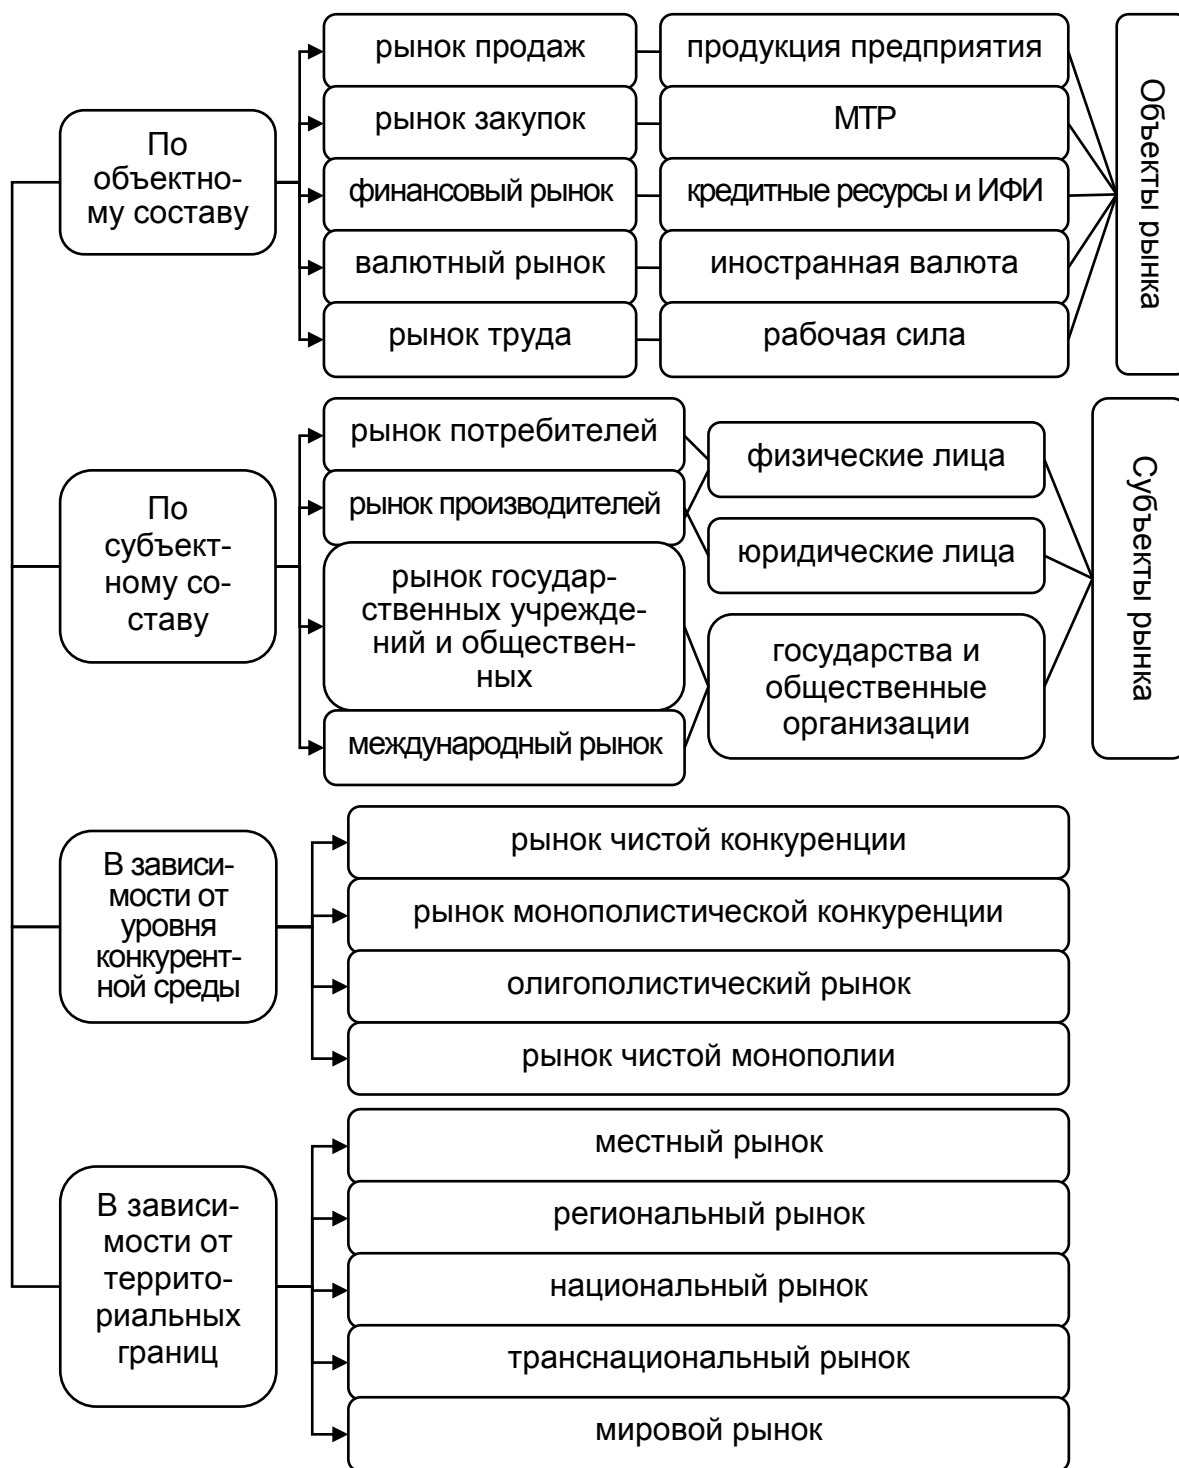 По
объектно-
му составу
рынок продаж
рынок закупок
финансовый рынок
валютный рынок
рынок труда
продукция предприятия
МТР
кредитные ресурсы и ИФИ
иностранная валюта
рабочая сила
Объекты рынка
По
субъект-
ному со-
ставу
рынок потребителей
рынок производителей
рынок государ-
ственных учрежде-
ний и обществен-
ных
международный рынок
физические лица
юридические лица
государства и
общественные
организации
Субъекты рынка
В зависи-
мости от
уровня
конкурент-
ной среды
рынок чистой конкуренции
рынок монополистической конкуренции
олигополистический рынок
рынок чистой монополии
В зависи-
мости от
террито-
риальных
границ
местный рынок
региональный рынок
национальный рынок
транснациональный рынок
мировой рынок